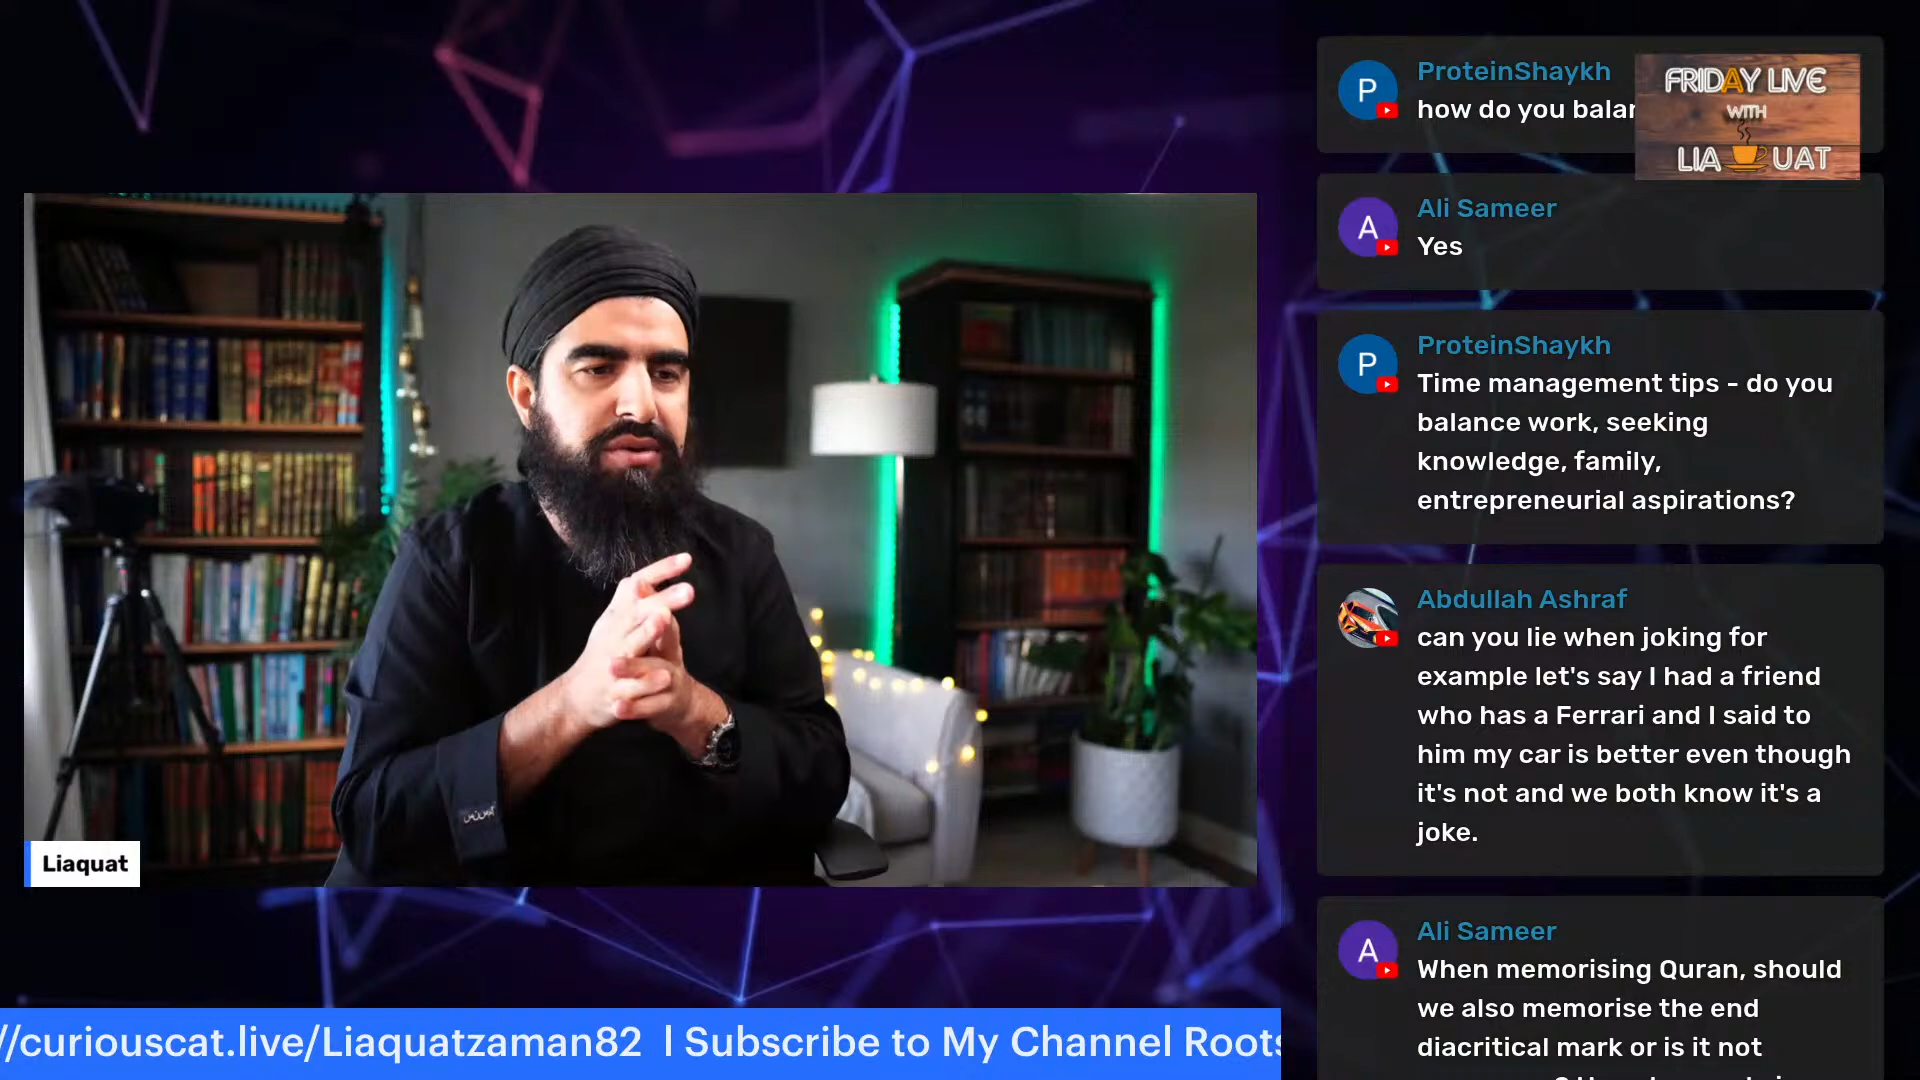 ProteinShaykh
how do you balan
FRIDAY LIVE
WITH
LIA UAT
Ali Sameer
Yes
ProteinShaykh
Time management tips - do you
balance work, seeking
knowledge, family,
entrepreneurial aspirations?
Abdullah Ashraf
can you lie when joking for
example let's say I had a friend
who has a Ferrari and I said to
him my car is better even though
it's not and we both know it's a
joke.
Ali Sameer
When memorising Quran, should
we also memorise the end
diacritical mark or is it not
Liaquat
//curiouscat.live/Liaquatzaman82 | Subscribe to My Channel Roots